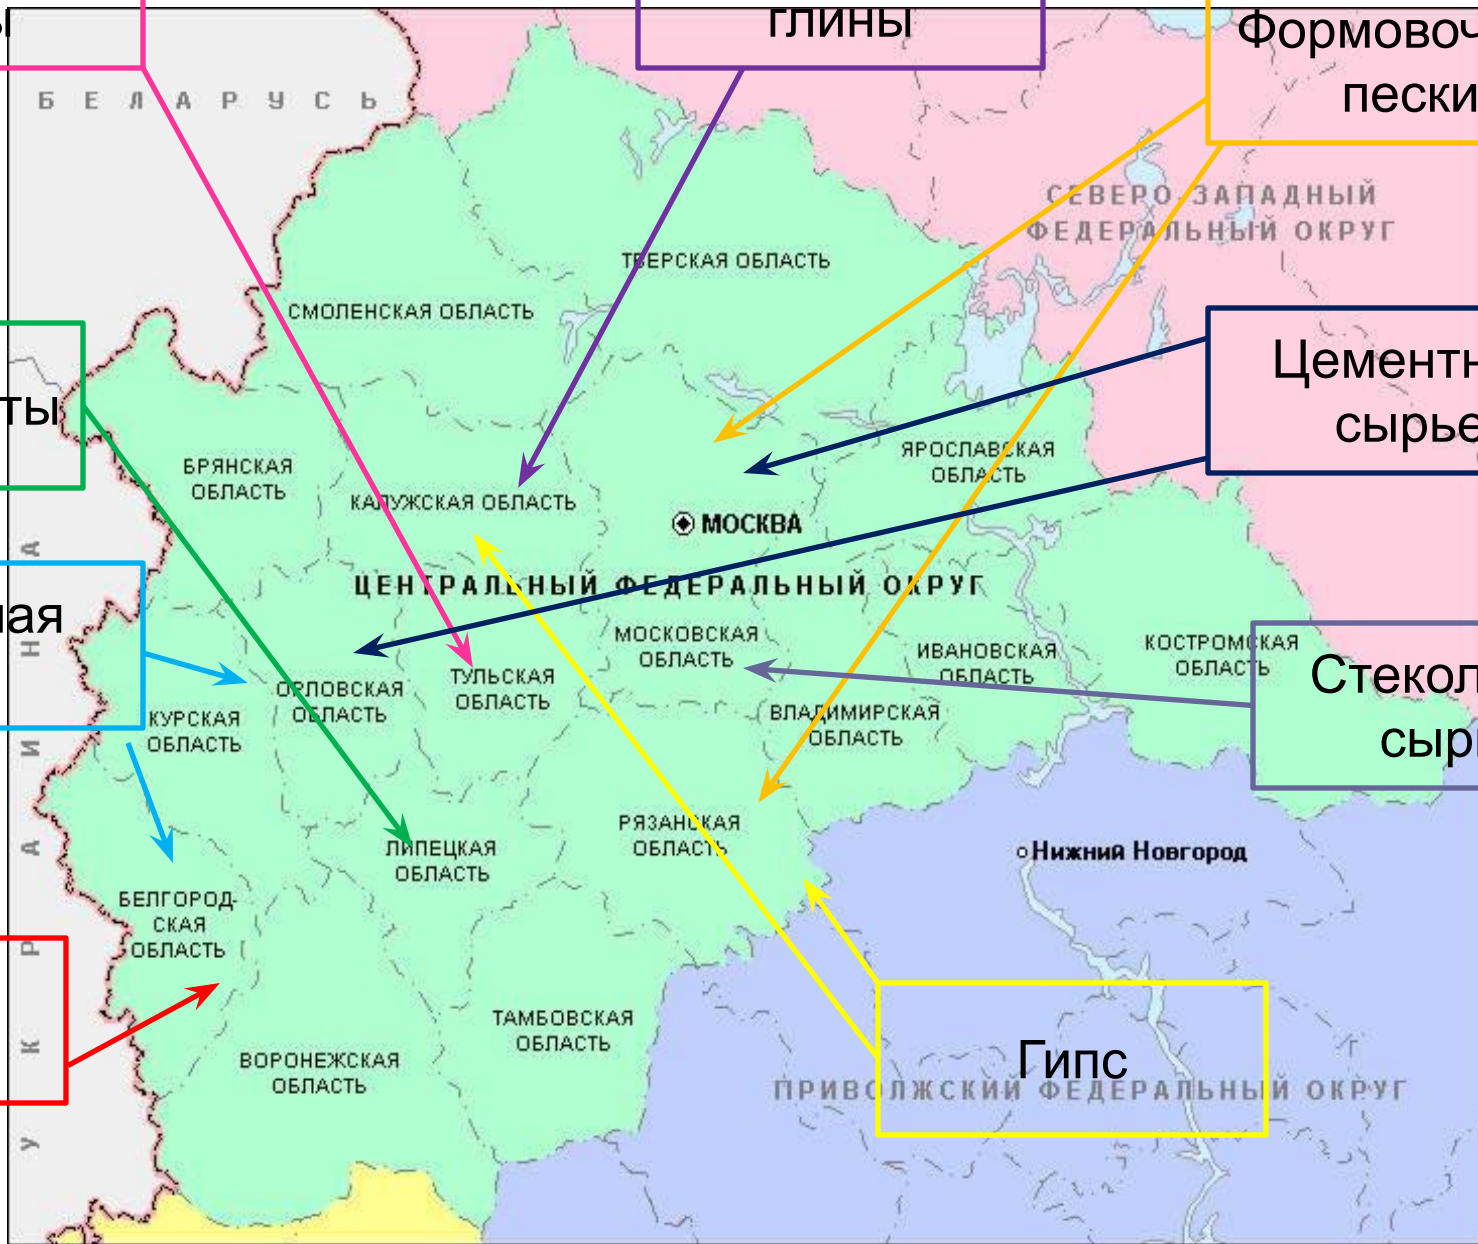 ы
глины
Формовоч
пески
БЕЛАРУСЬ
СЕВЕРО-ЗАПАДНЫЙ
ФЕДЕРАЛЬНЫЙ ОКРУГ
ТВЕРСКАЯ ОБЛАСТЬ
СМОЛЕНСКАЯ ОБЛАСТЬ
Цементн
сырье
ты
ЯРОСЛАВСКАЯ
ОБЛАСТЬ
БРЯНСКАЯ
ОБЛАСТЬ
КАЛУЖСКАЯ ОБЛАСТЬ
МОСКВА
ЦЕНТРАЛЬНЫЙ ФЕДЕРАЛЬНЫЙ ОКРУГ
ная
МОСКОВСКАЯ
ОБЛАСТЬ
ИВАНОВСКАЯ
ОБЛАСТЬ
КОСТРОМСКАЯ
ОБЛАСТЬ
Стекол
сыр
ТУЛЬСКАЯ
ОБЛАСТЬ
ОРЛОВСКАЯ
ОБЛАСТЬ
КУРСКАЯ
ОБЛАСТЬ
ВЛАДИМИРСКАЯ
ОБЛАСТЬ
РЯЗАНСКАЯ
ОБЛАСТЬ
ЛИПЕЦКАЯ
ОБЛАСТЬ
Нижний Новгород
БЕЛГОРОД-
СКАЯ
ОБЛАСТЬ
ТАМБОВСКАЯ
ОБЛАСТЬ
ВОРОНЕЖСКАЯ
ОБЛАСТЬ
Гипс
ПРИВОЛЖСКИЙ ФЕДЕРАЛЬНЫЙ ОКРУГ
УКРАИНА